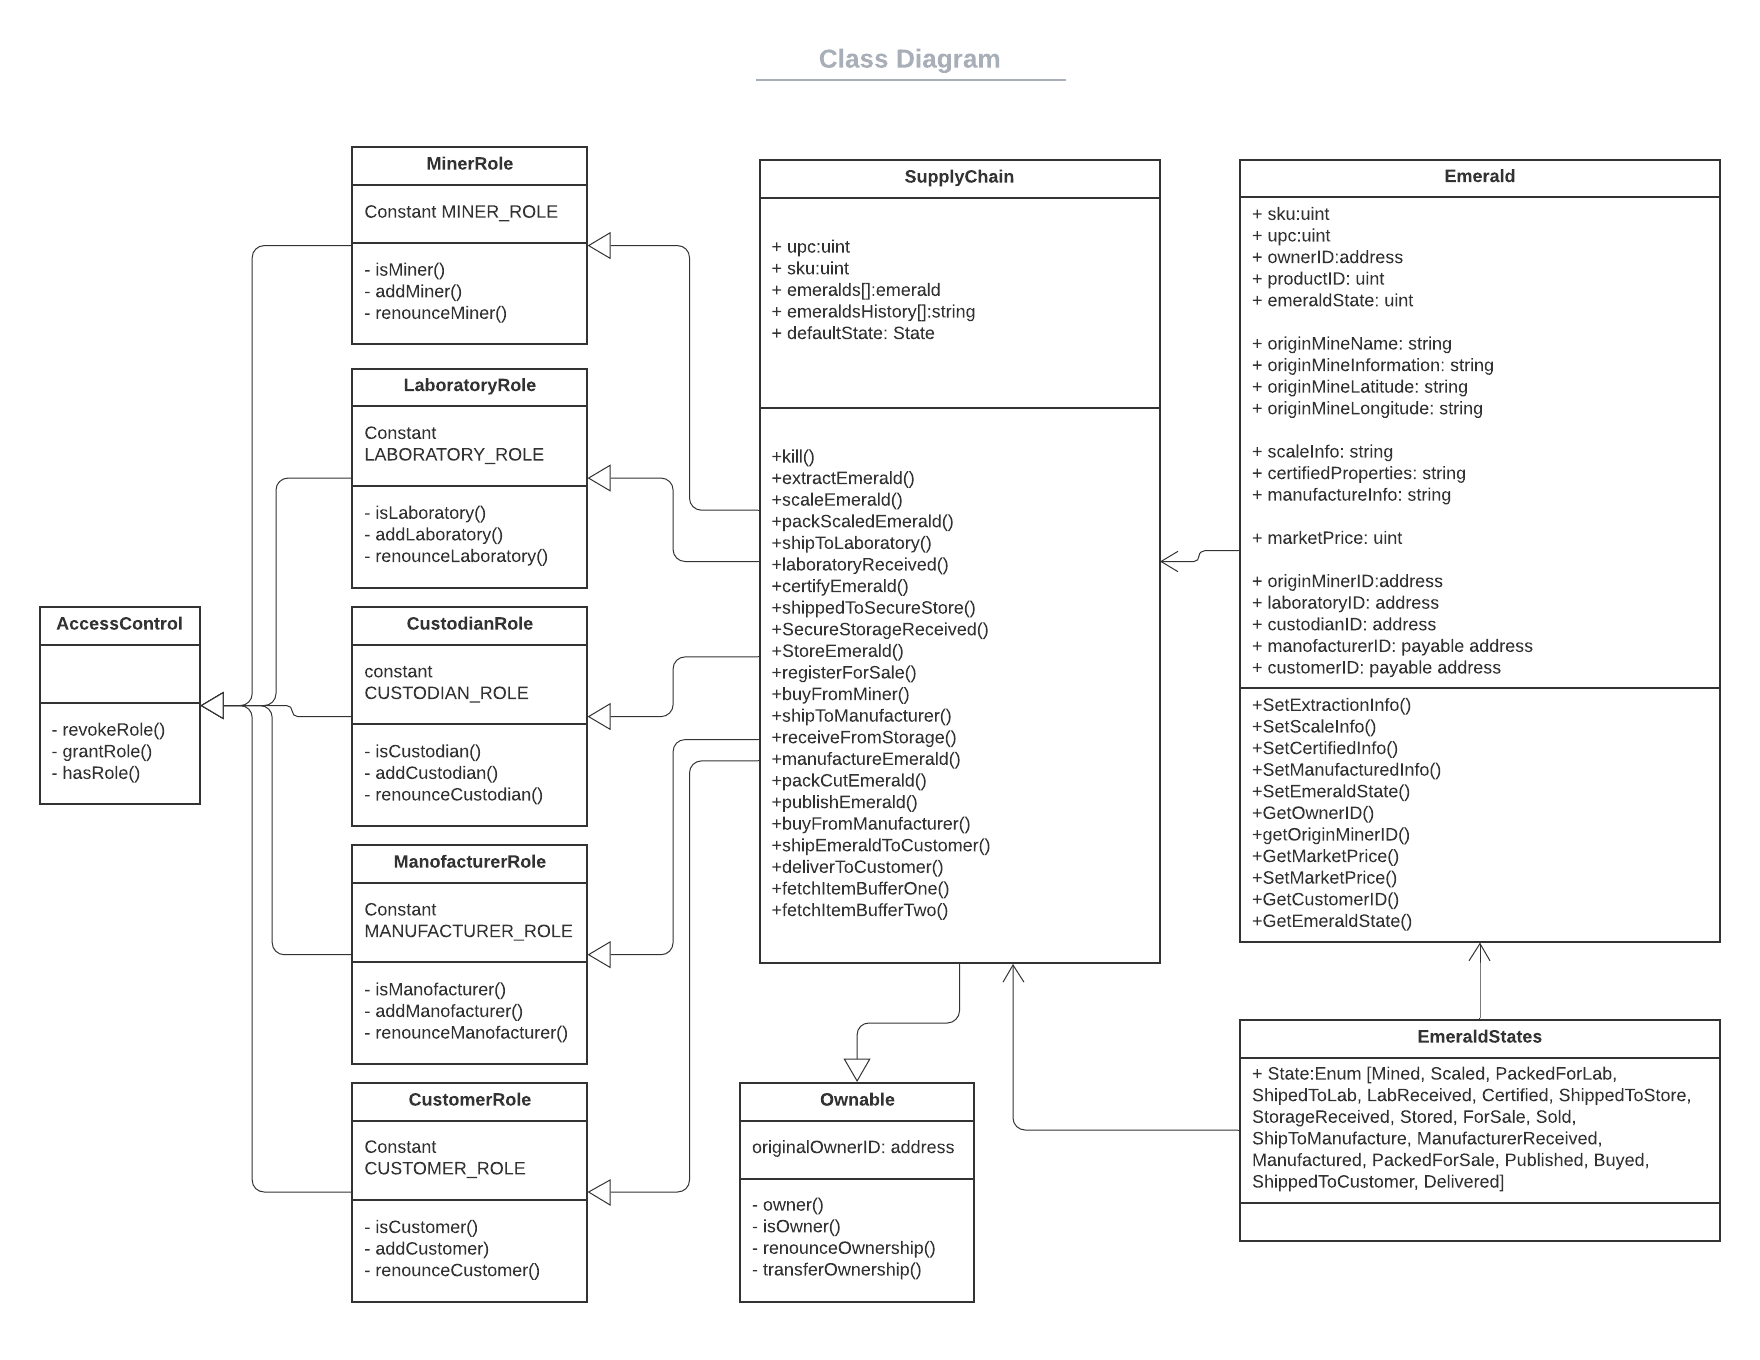 Class Diagram
MinerRole
Constant MINER_ROLE
- isMiner()
- addMiner()
- renounceMiner()
LaboratoryRole
Constant
LABORATORY_ROLE
- isLaboratory()
- addLaboratory()
- renounceLaboratory()
AccessControl
- revokeRole()
- grantRole()
- hasRole()
CustodianRole
constant
CUSTODIAN_ROLE
- isCustodian()
- addCustodian()
- renounceCustodian()
ManofacturerRole
Constant
MANUFACTURER_ROLE
- isManofacturer()
- addManofacturer()
- renounceManofacturer()
CustomerRole
Constant
CUSTOMER_ROLE
- isCustomer()
- addCustomer)
- renounceCustomer()
SupplyChain
+ upc:uint
+ sku:uint
+ emeralds[]:emerald
+ emeraldsHistory[]:string
+ defaultState: State
+kill()
+extractEmerald()
+scaleEmerald()
+packScaledEmerald()
+shipToLaboratory()
+laboratoryReceived()
+certifyEmerald()
+shippedToSecureStore()
+SecureStorageReceived()
+StoreEmerald()
+registerForSale()
+buyFromMiner()
+shipToManufacturer()
+receiveFromStorage()
+manufactureEmerald()
+packCutEmerald()
+publishEmerald()
+buyFromManufacturer()
+shipEmeraldToCustomer()
+deliverToCustomer()
+fetchItemBufferOne()
+fetchItemBufferTwo()
Ownable
originalOwnerID: address
- owner()
- isOwner()
- renounceOwnership()
- transferOwnership()
Emerald
+ sku:uint
+ upc:uint
+ ownerID:address
+ productID: uint
+ emeraldState: uint
+ originMineName: string
+ originMineInformation: string
+ originMineLatitude: string
+ originMineLongitude: string
+ scaleInfo: string
+ certifiedProperties: string
+ manufactureInfo: string
+ marketPrice: uint
+ originMinerID:address
+ laboratoryID: address
+ custodianID: address
+ manofacturerID: payable address
+ customerID: payable address
+SetExtractionInfo()
+SetScaleInfo()
+SetCertifiedInfo()
+SetManufacturedInfo()
+SetEmeraldState()
+GetOwnerID()
+getOriginMinerID()
+GetMarketPrice()
+SetMarketPrice()
+GetCustomerID()
+GetEmeraldState()
EmeraldStates
+ State:Enum [Mined, Scaled, PackedForLab,
ShipedToLab, LabReceived, Certified, ShippedToStore,
StorageReceived, Stored, ForSale, Sold,
ShipToManufacture, ManufacturerReceived,
Manufactured, PackedForSale, Published, Buyed,
ShippedToCustomer, Delivered]